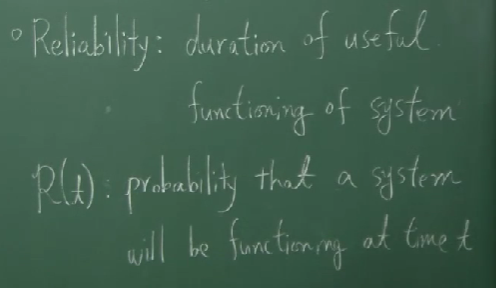 ° Reliability: duration of useful
functioning of system
R(t): probability that a system
will be functioning at time t